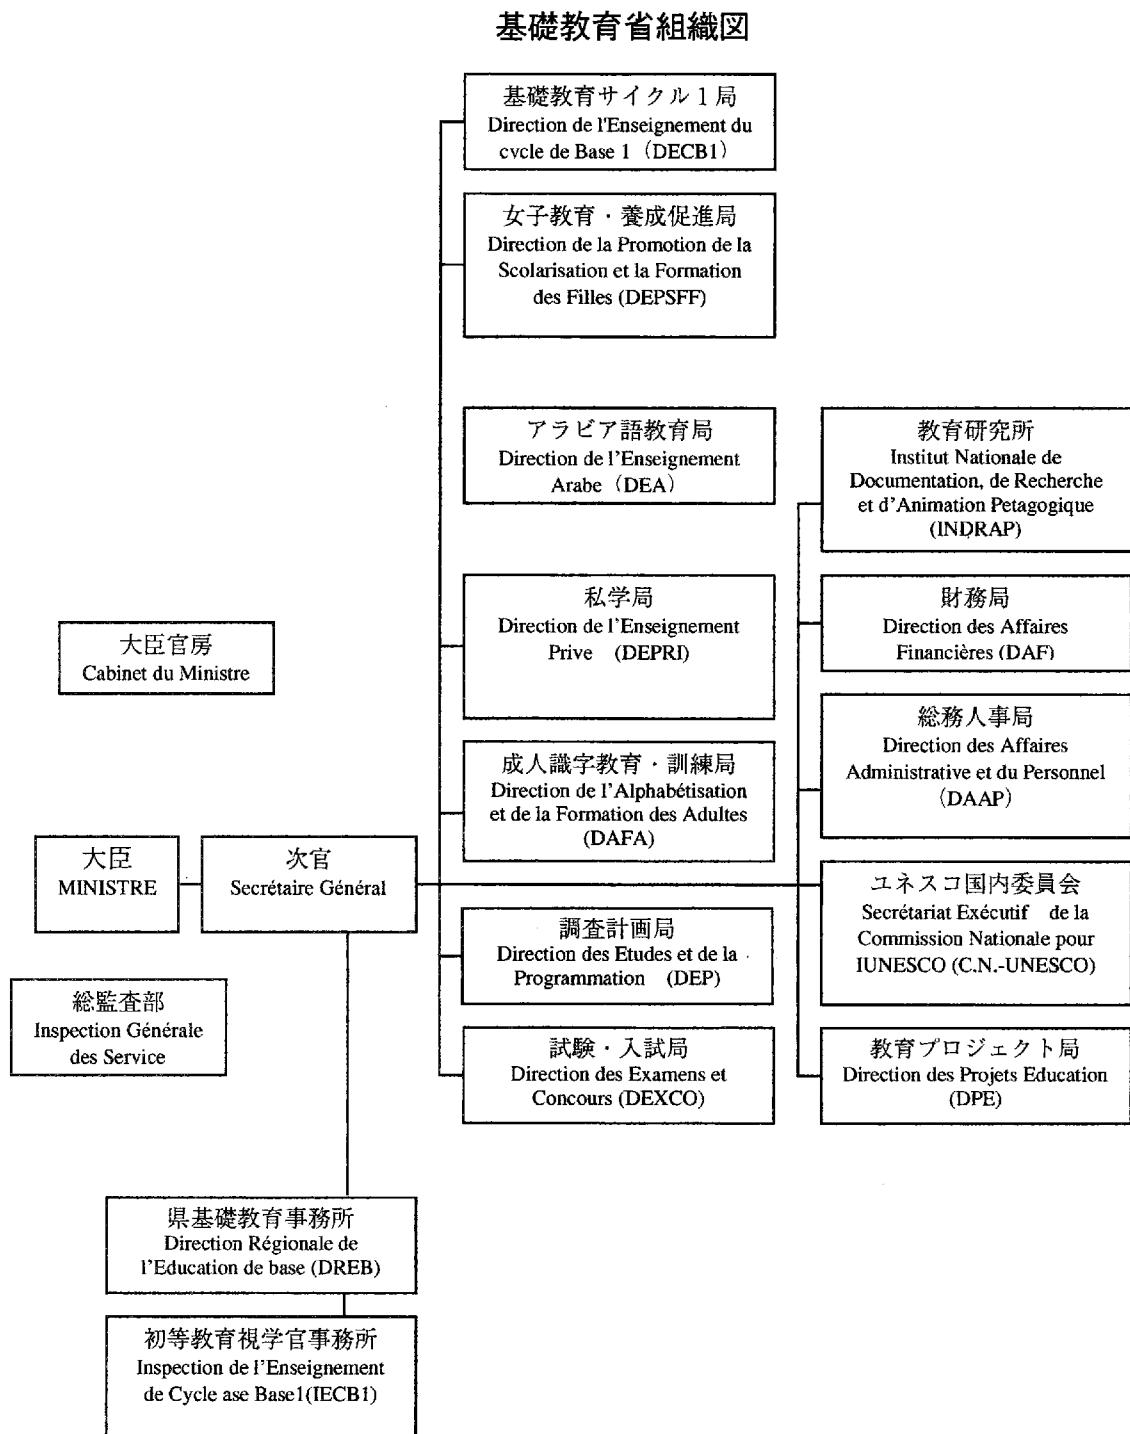 基礎教育省組織図
基礎教育サイクル1局
Direction de l'Enseignement du
cvcle de Base 1（DECB1）
女子教育・養成促進局
Direction de la Promotion de la
Scolarisation et la Formation
des Filles (DEPSFF)
アラビア語教育局
Direction de l'Enseignement
Arabe（DEA）
教育研究所
Institut Nationale de
Documentation, de Recherche
et d'Animation Petagogique
(INDRAP)
私学局
Direction de l'Enseignement
Prive （DEPRI）
財務局
Direction des Affaires
Financières (DAF)
大臣官房
Cabinet du Ministre
総務人事局
Direction des Affaires
Administrative et du Personnel
（DAAP）
成人識字教育・訓練局
Direction de l'Alphabétisation
et de la Formation des Adultes
(DAFA)
大臣
MINISTRE
次官
Secrétaire Général
ユネスコ国内委員会
Secrétariat Exécutif de la
Commission Nationale pour
IUNESCO (C.N.-UNESCO)
調査計画局
Direction des Etudes et de la
Programmation （DEP）
総監査部
Inspection Générale
des Service
試験・入試局
Direction des Examens et
Concours (DEXCO)
教育プロジェクト局
Direction des Projets Education
(DPE)
県基礎教育事務所
Direction Régionale de
l'Education de base (DREB)
初等教育視学官事務所
Inspection de l'Enseignement
de Cycle ase Base1(IECB1)